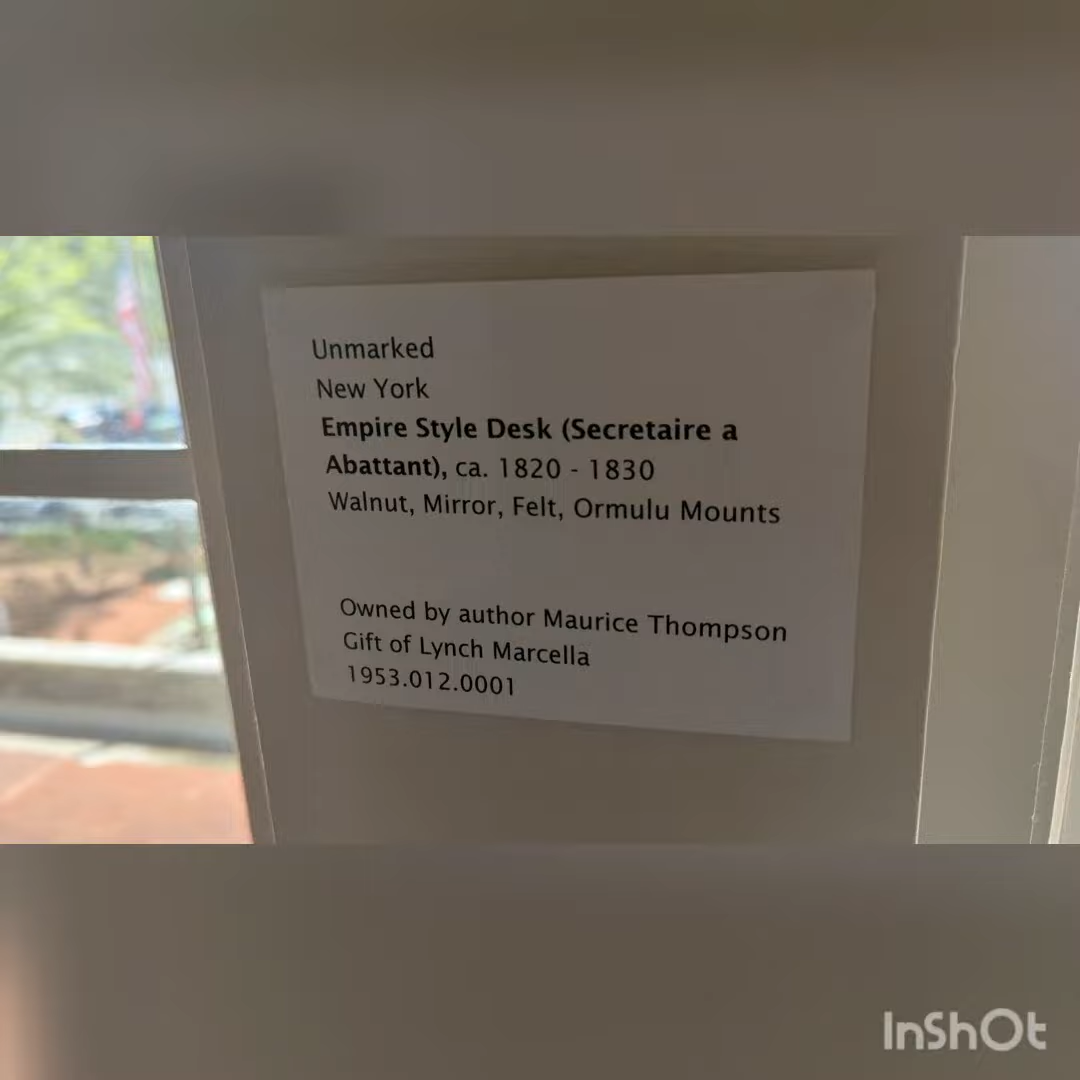 Unmarked
New York
Empire Style Desk (Secretaire a
Abattant), ca. 1820 - 1830
Walnut, Mirror, Felt, Ormulu Mounts
Owned by author Maurice Thompson
Gift of Lynch Marcella
1953.012.0001
InShOt